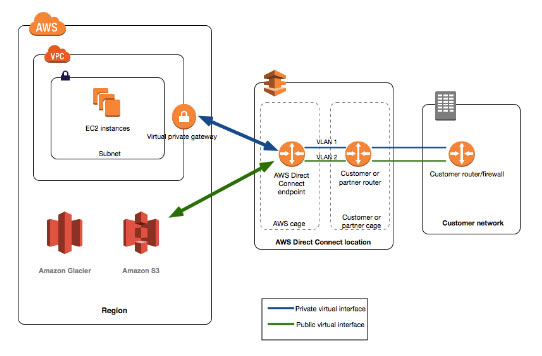 AWS
VPC
EC2 instances
Subnet
Virtual private gateway
Amazon Glacier
Amazon S3
Region
AWS Direct
Connect
endpoint
AWS cage
VLAN 1
VLAN 2
Customer or
partner router
Customer or
partner cage
AWS Direct Connect location
Customer router/firewall
Customer network
Private virtual interface
Public virtual interface